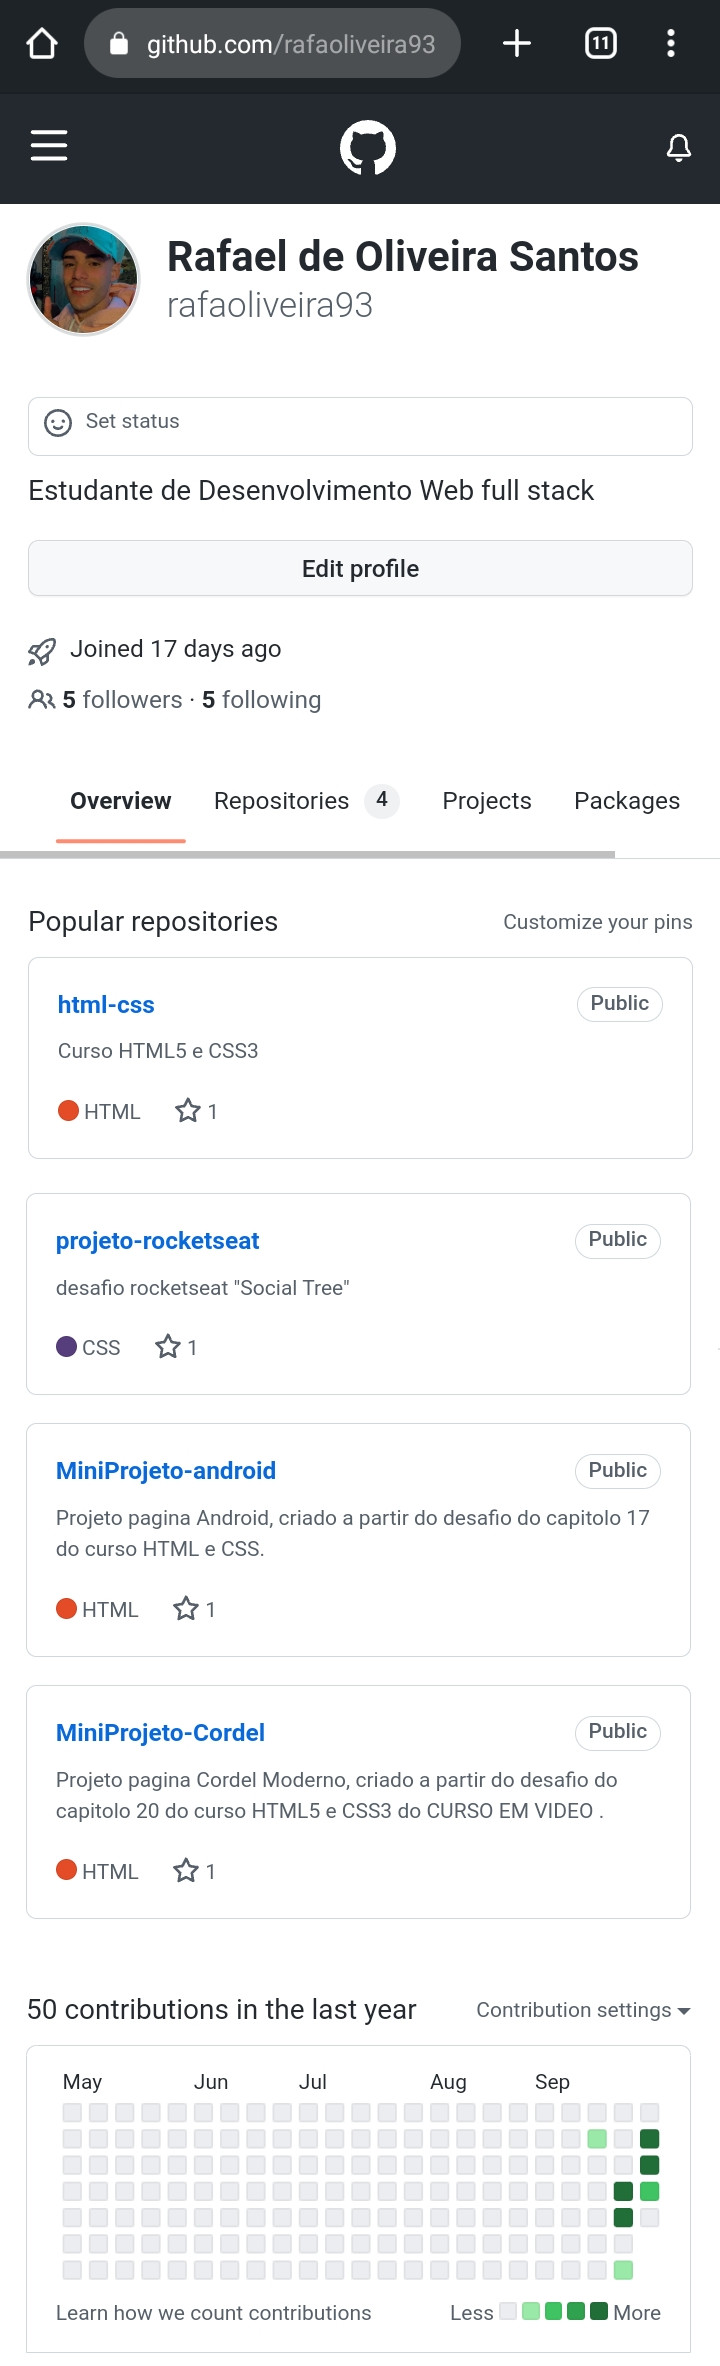 github.com/rafaoliveira93
11
Rafael de Oliveira Santos
rafaoliveira93
Set status
Estudante de Desenvolvimento Web full stack
Edit profile
Joined 17 days ago
5 followers · 5 following
Overview Repositories 4 Projects Packages
Popular repositories Customize your pins
html-css Public
Curso HTML5 e CSS3
HTML 1
projeto-rocketseat Public
desafio rocketseat "Social Tree"
CSS 1
MiniProjeto-android Public
Projeto pagina Android, criado a partir do desafio do capitolo 17
do curso HTML e CSS.
HTML 1
MiniProjeto-Cordel Public
Projeto pagina Cordel Moderno, criado a partir do desafio do
capitolo 20 do curso HTML5 e CSS3 do CURSO EM VIDEO .
HTML 1
50 contributions in the last year Contribution settings
May Jun Jul Aug Sep
Learn how we count contributions Less More